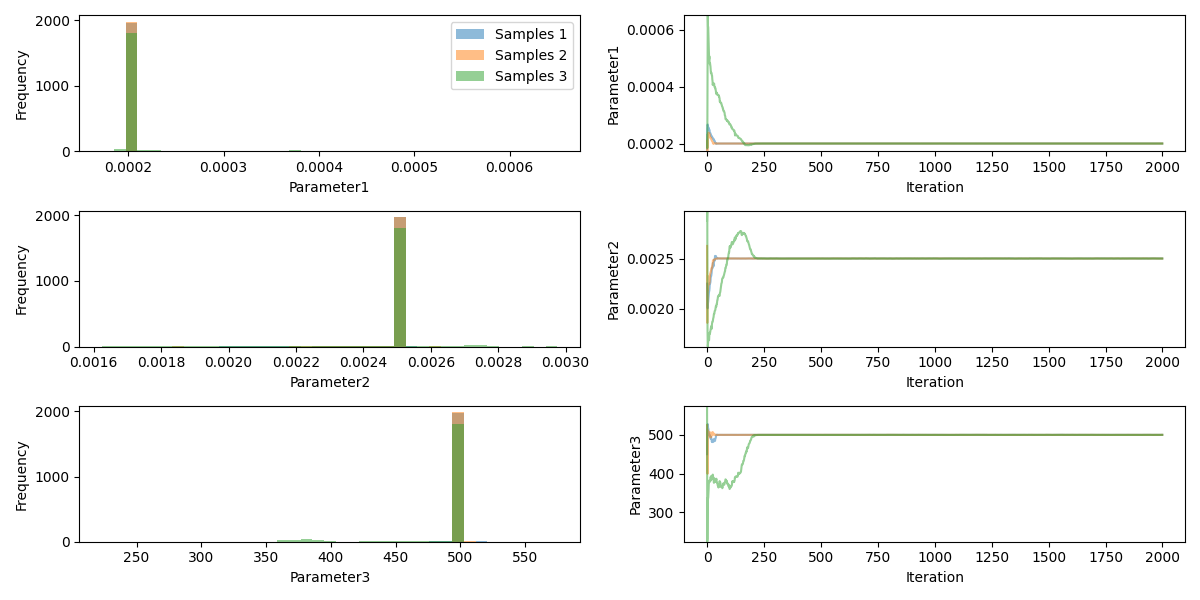 2000
1000
0
Frequency
Samples 1
Samples 2
Samples 3
0.0002 0.0003 0.0004 0.0005 0.0006
Parameter1
0.0006
0.0004
0.0002
Parameter1
0 250 500 750 1000 1250 1500 1750 2000
Iteration
2000
1000
0
Frequency
0.0016 0.0018 0.0020 0.0022 0.0024 0.0026 0.0028 0.0030
Parameter2
0.0025
0.0020
Parameter2
0 250 500 750 1000 1250 1500 1750 2000
Iteration
2000
1000
0
Frequency
250 300 350 400 450 500 550
Parameter3
500
400
300
Parameter3
0 250 500 750 1000 1250 1500 1750 2000
Iteration